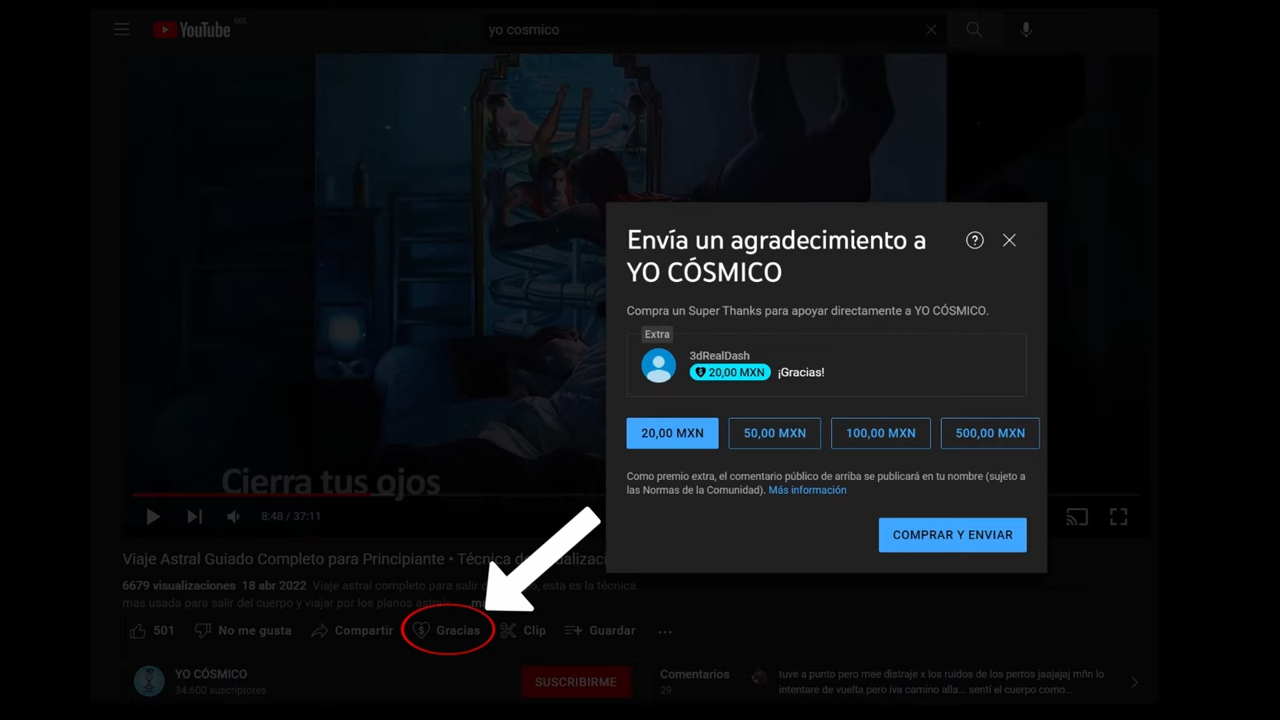 YouTube MX
yo cosmico
Envía un agradecimiento a
YO CÓSMICO
Compra un Super Thanks para apoyar directamente a YO CÓSMICO.
Extra
3dRealDash
20,00 MXN ¡Gracias!
20,00 MXN 50,00 MXN 100,00 MXN 500,00 MXN
Como premio extra, el comentario público de arriba se publicará en tu nombre (sujeto a
las Normas de la Comunidad). Más información
COMPRAR Y ENVIAR
Cierra tus ojos
8:48 / 37:11
Viaje Astral Guiado Completo para Principiante • Técnica de
6679 visualizaciones 18 abr 2022 Viaje astral completo para salir esta es la técnica
mas usada para salir del cuerpo y viajar por los planos
501 No me gusta Compartir Gracias Clip Guardar ...
YO CÓSMICO
34.600 suscriptores
SUSCRIBIRME
Comentarios
29
tuve a punto pero mee distraje x los ruidos de los perros jaajajaj mñn lo
intentare de vuelta pero iva camino alla... sentí el cuerpo como...